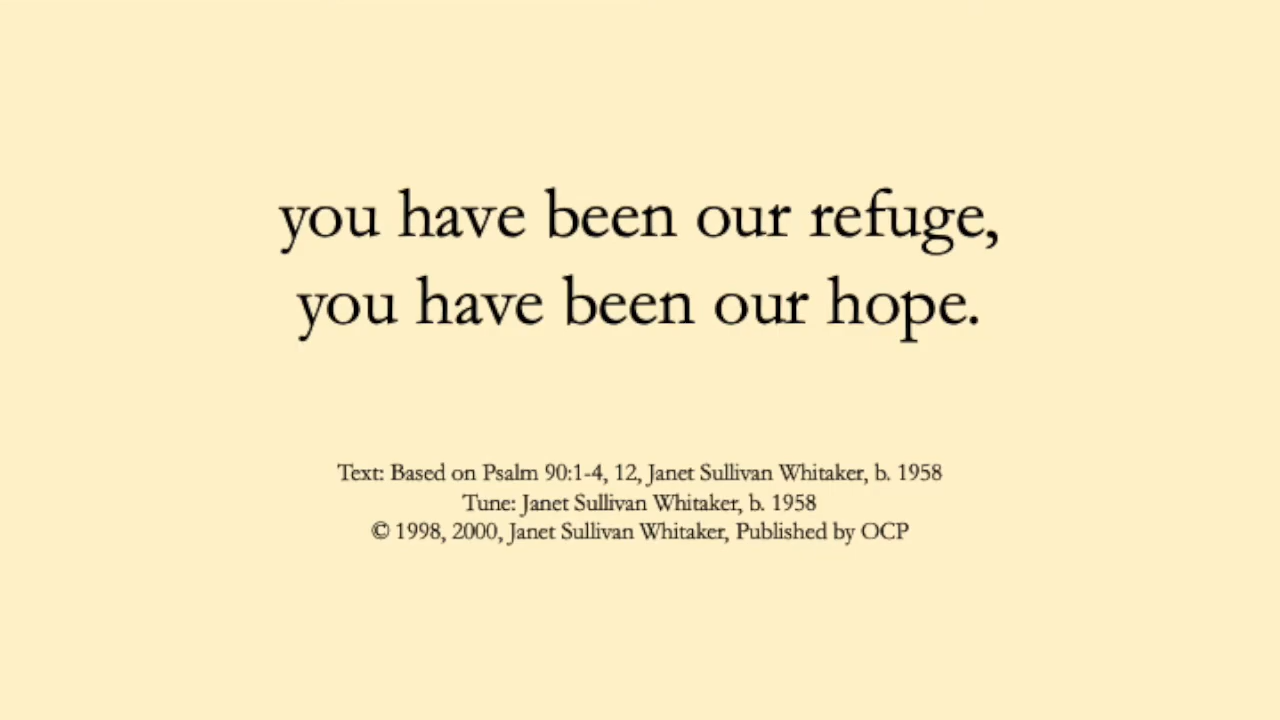 you have been our refuge,
you have been our hope.
Text: Based on Psalm 90:1-4, 12, Janet Sullivan Whitaker, b. 1958
Tune: Janet Sullivan Whitaker, b. 1958
© 1998, 2000, Janet Sullivan Whitaker, Published by OCP